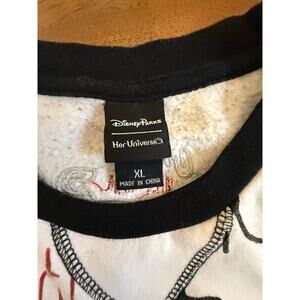 Disney Parks
Her Universe
XL
MADE IN CHINA